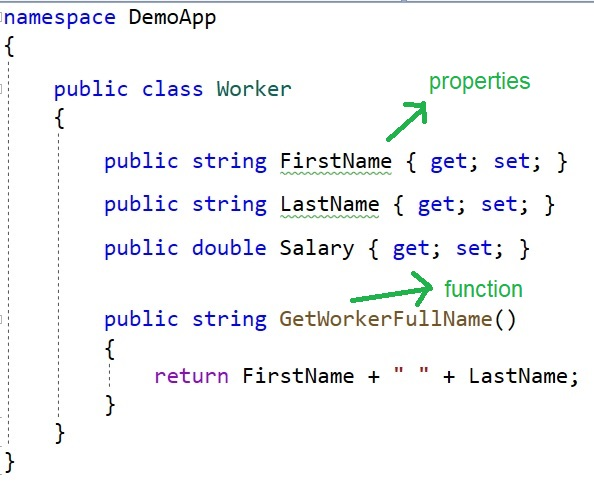 namespace DemoApp
{
public class Worker
properties
{
public string FirstName { get; set; }
public string LastName { get; set; }
public double Salary { get; set; }
function
public string GetWorkerFullName()
{
return FirstName + " " + LastName;
}
}
}